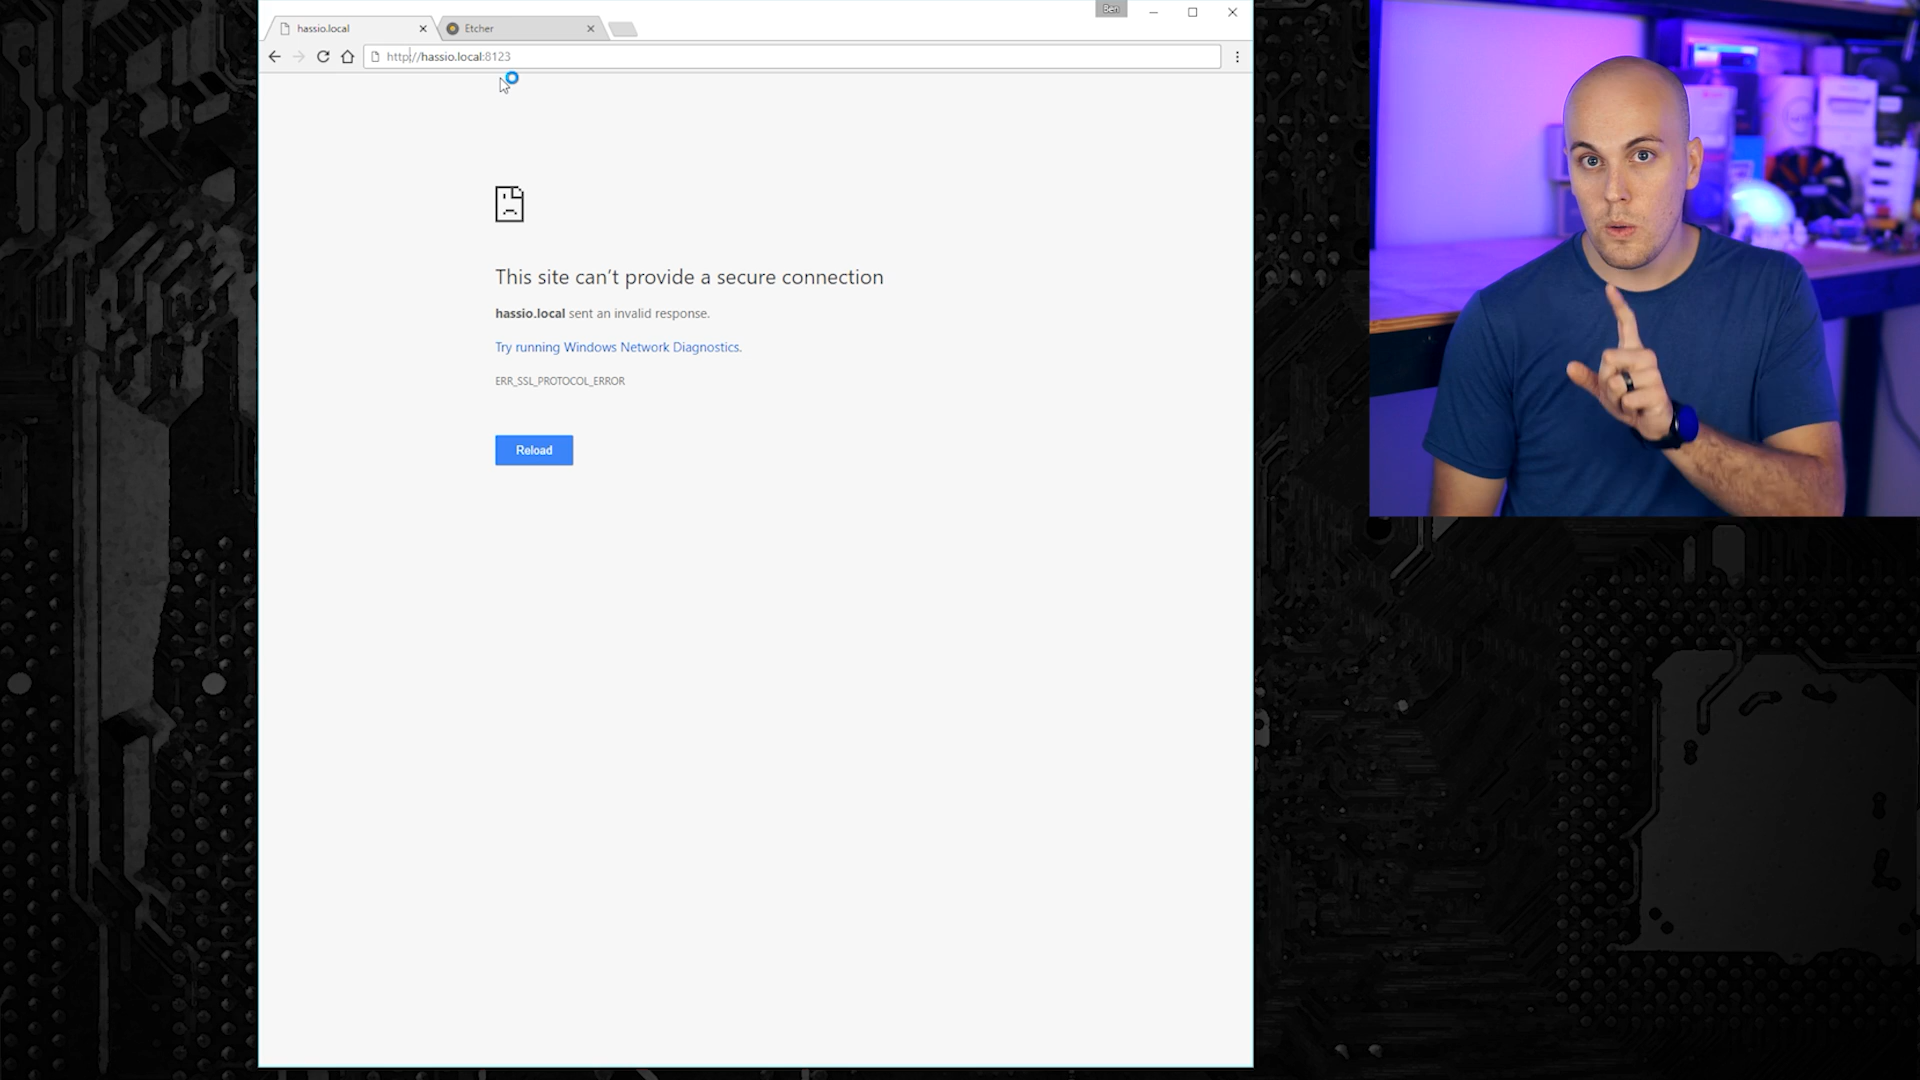 Ben
hassio.local
Etcher
http//hassio.local:8123
This site can’t provide a secure connection
hassio.local sent an invalid response.
Try running Windows Network Diagnostics.
ERR_SSL_PROTOCOL_ERROR
Reload